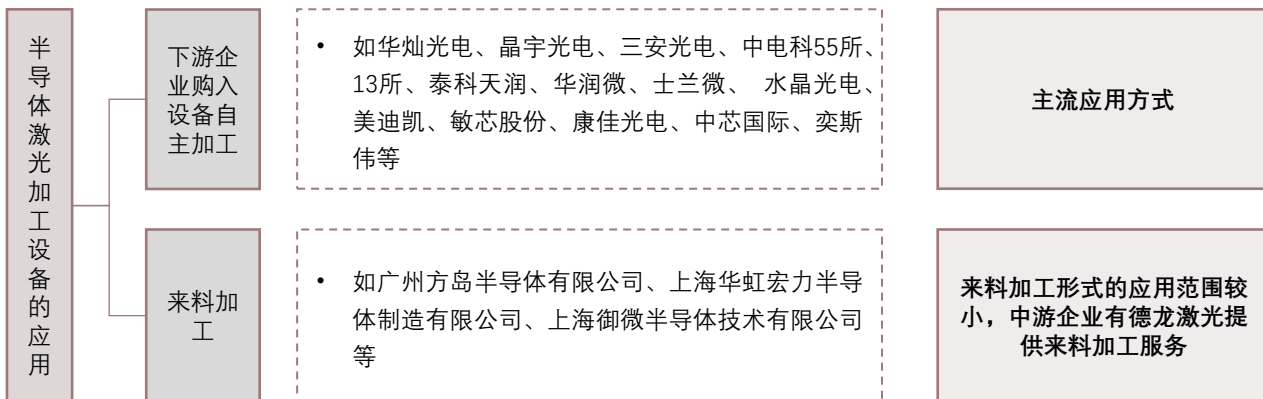 半导体激光加工设备的应用
下游企
业购入
设备自
主加工
• 如华灿光电、晶宇光电、三安光电、中电科55所、
13所、泰科天润、华润微、士兰微、 水晶光电、
美迪凯、敏芯股份、康佳光电、中芯国际、奕斯
伟等
主流应用方式
来料加
工
• 如广州方岛半导体有限公司、上海华虹宏力半导
体制造有限公司、上海御微半导体技术有限公司
等
来料加工形式的应用范围较
小，中游企业有德龙激光提
供来料加工服务